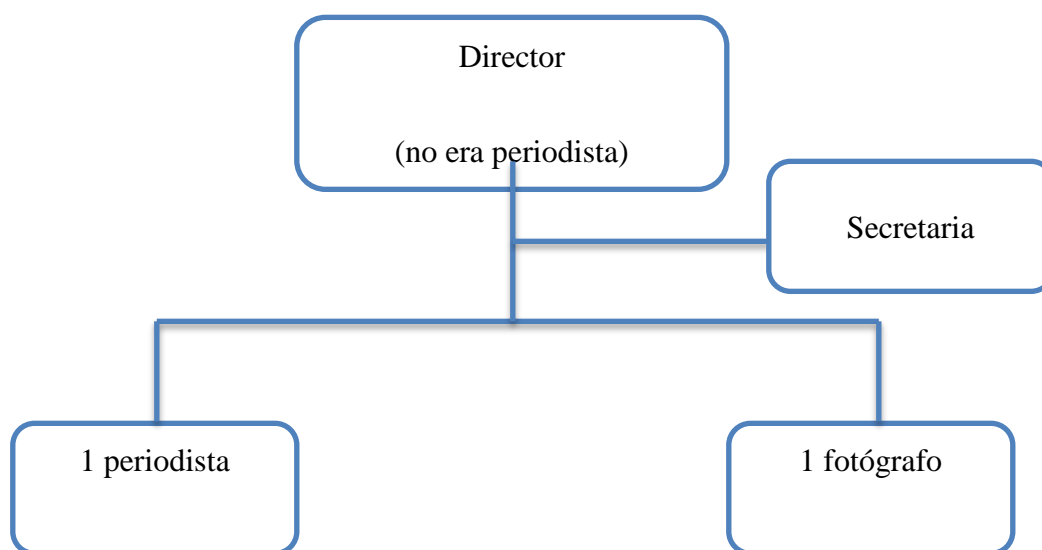 Director
(no era periodista)
Secretaria
1 periodista
1 fotógrafo